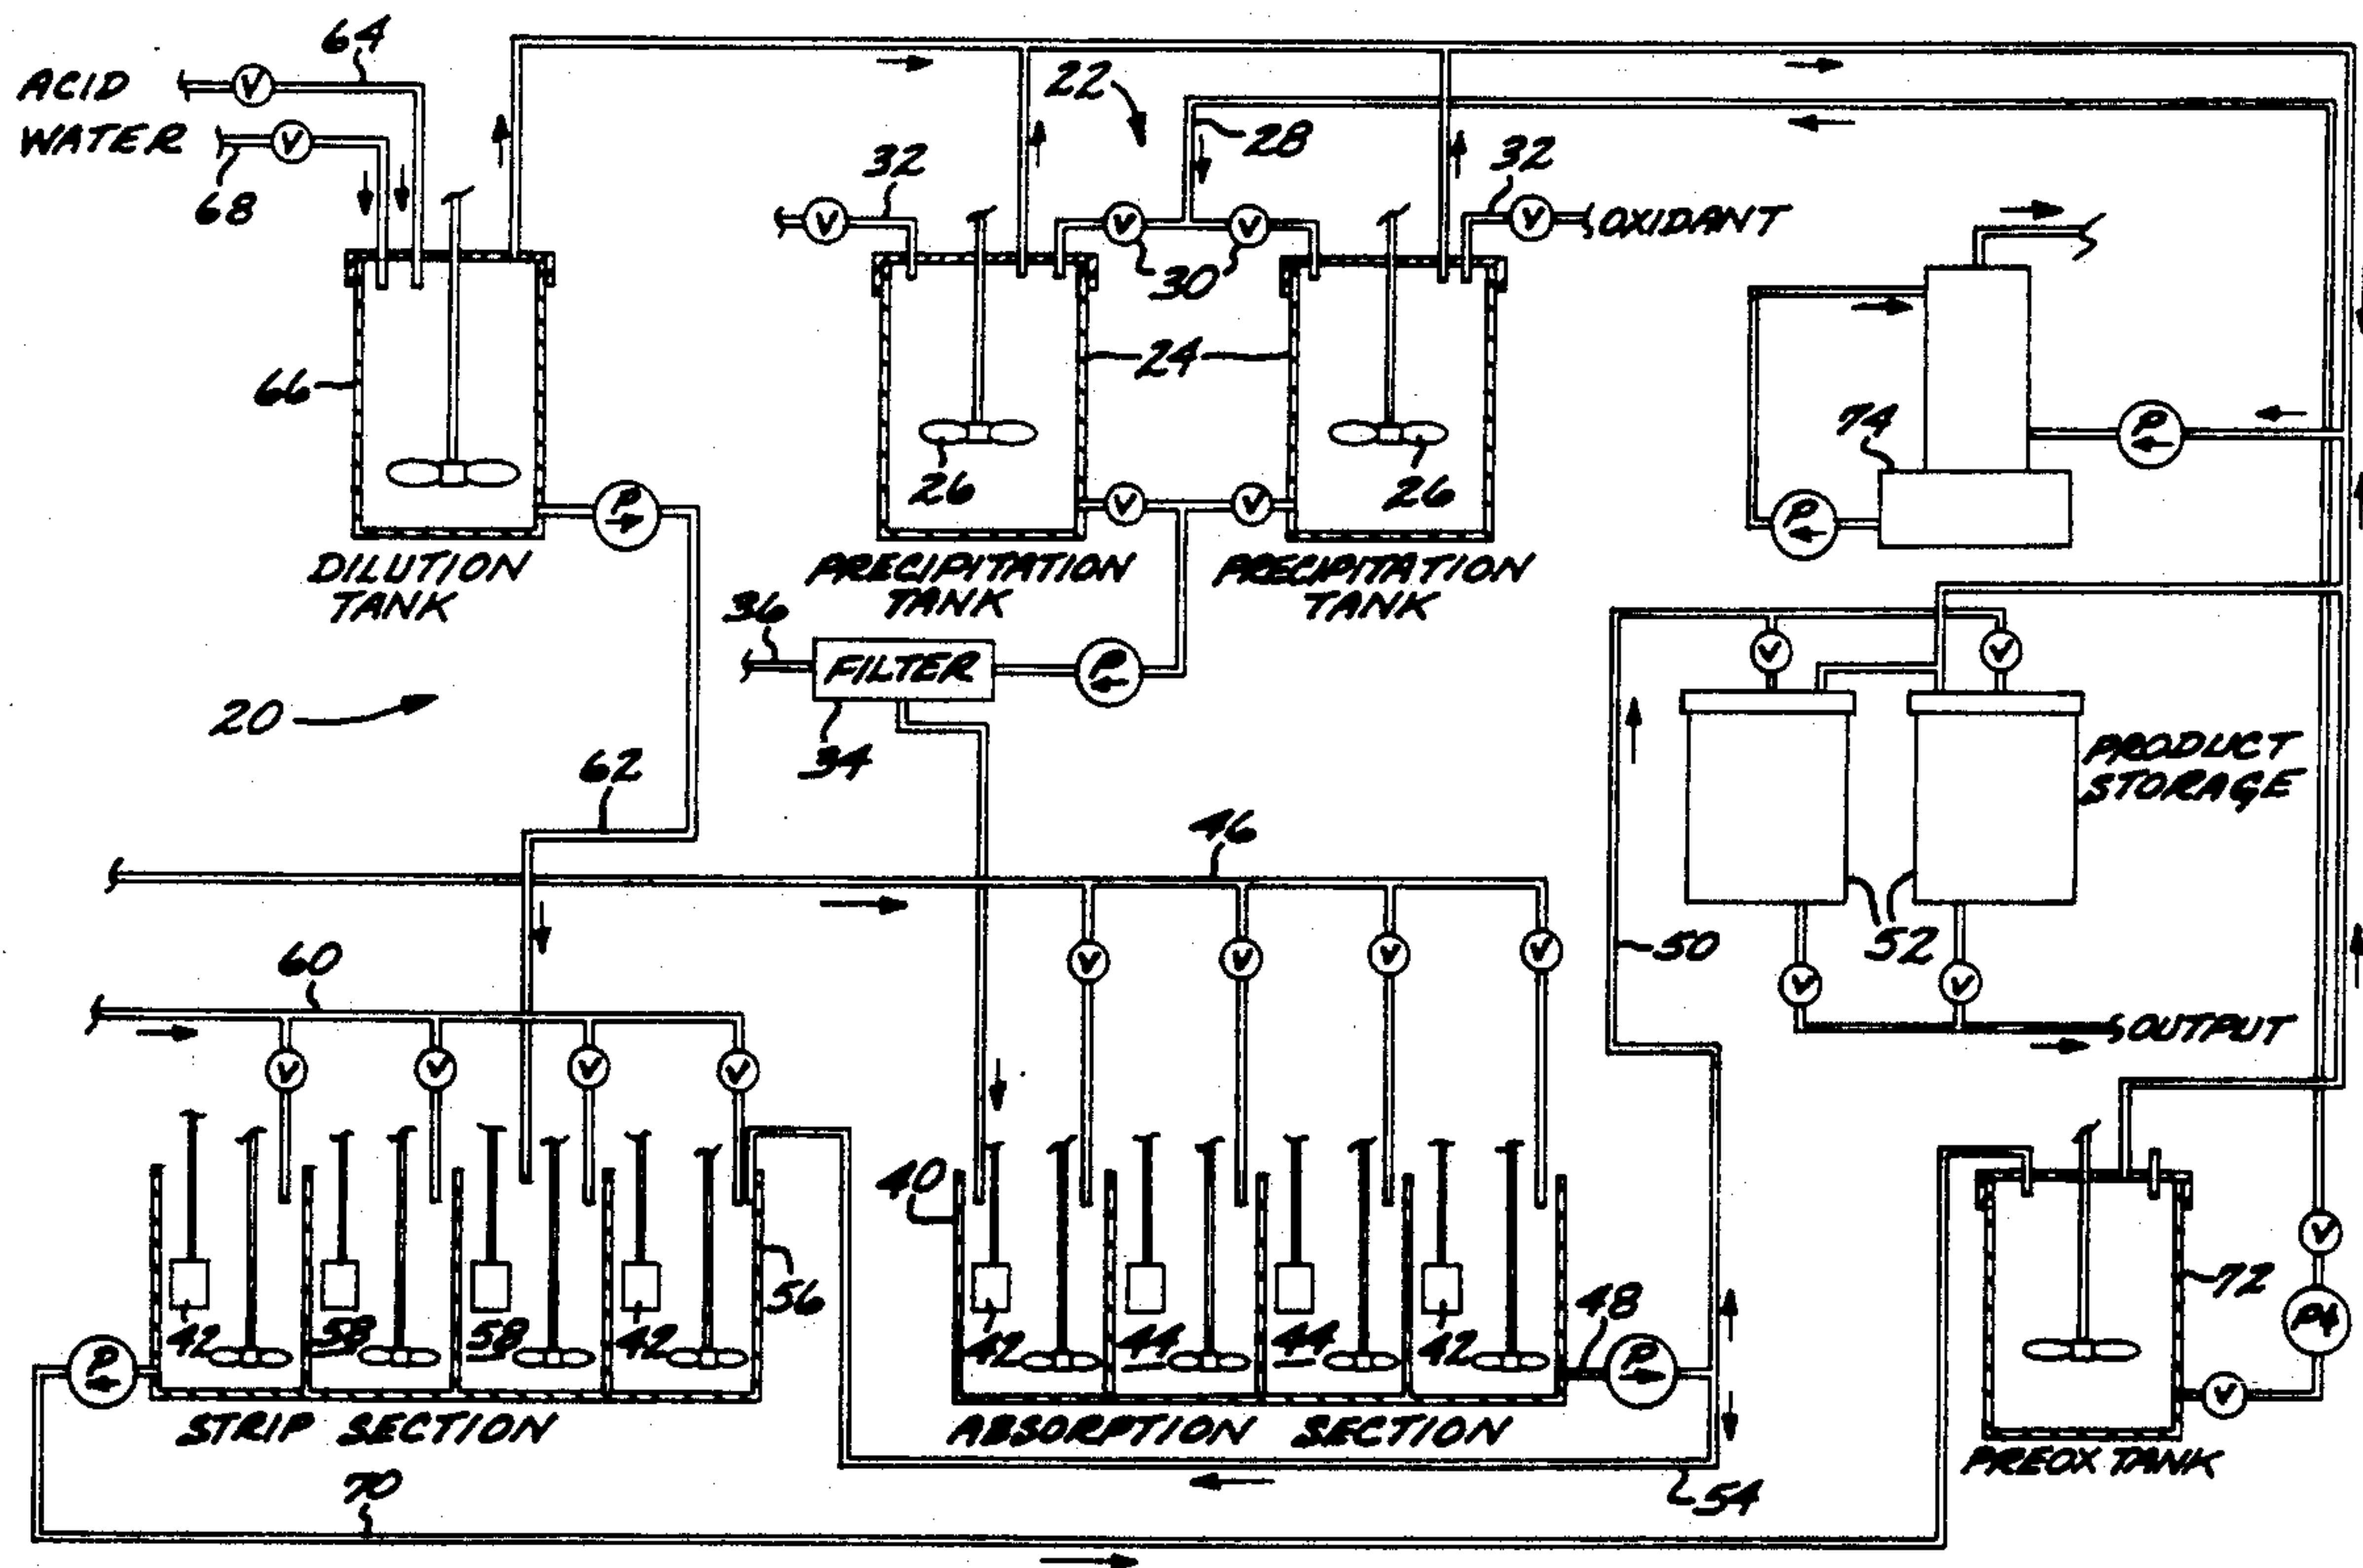 64
ACID
V
22
WATER
V
28
32
32
68
V
V
V
V
OXIDANT
30
24
66
74
P
26
26
P
V
V
P
DILUTION
TANK
PRECIPITATION
TANK
PRECIPITATION
TANK
36
FILTER
P
V
V
20
34
62
PRODUCT
STORAGE
46
50
52
V
V
V
V
V
V
60
OUTPUT
V
V
V
V
40
V
72
56
48
P4
42
58
58
42
42
44
44
42
P
P
V
STRIP SECTION
ABSORPTION SECTION
PREOX TANK
70
54